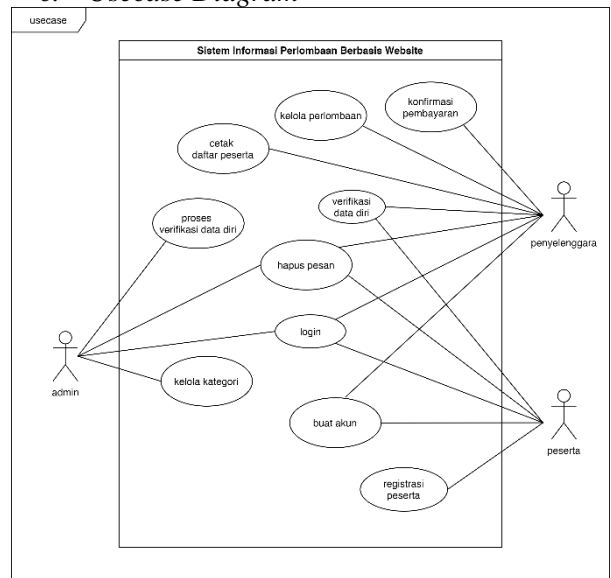 Usecase Diagram
usecase
Sistem Informasi Perlombaan Berbasis Website
konfirmasi
pembayaran
kelola perlombaan
cetak
daftar peserta
verifikasi
data diri
proses
verifikasi data diri
penyelenggara
hapus pesan
login
admin
kelola kategori
buat akun
peserta
registrasi
peserta